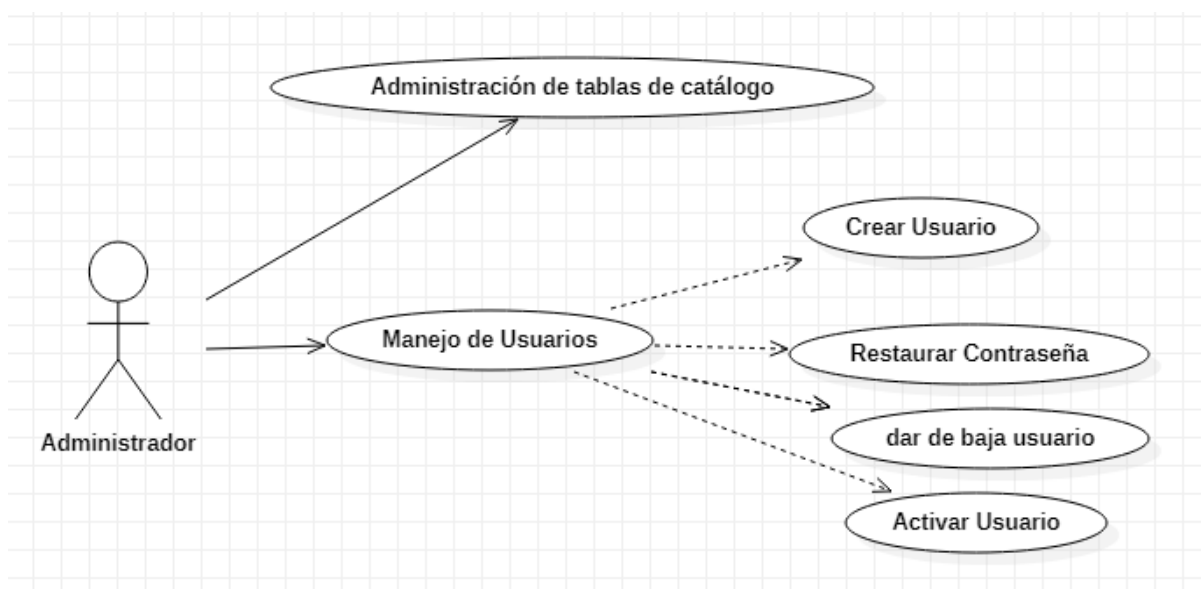 Administración de tablas de catálogo
Crear Usuario
Manejo de Usuarios
Restaurar Contraseña
dar de baja usuario
Administrador
Activar Usuario